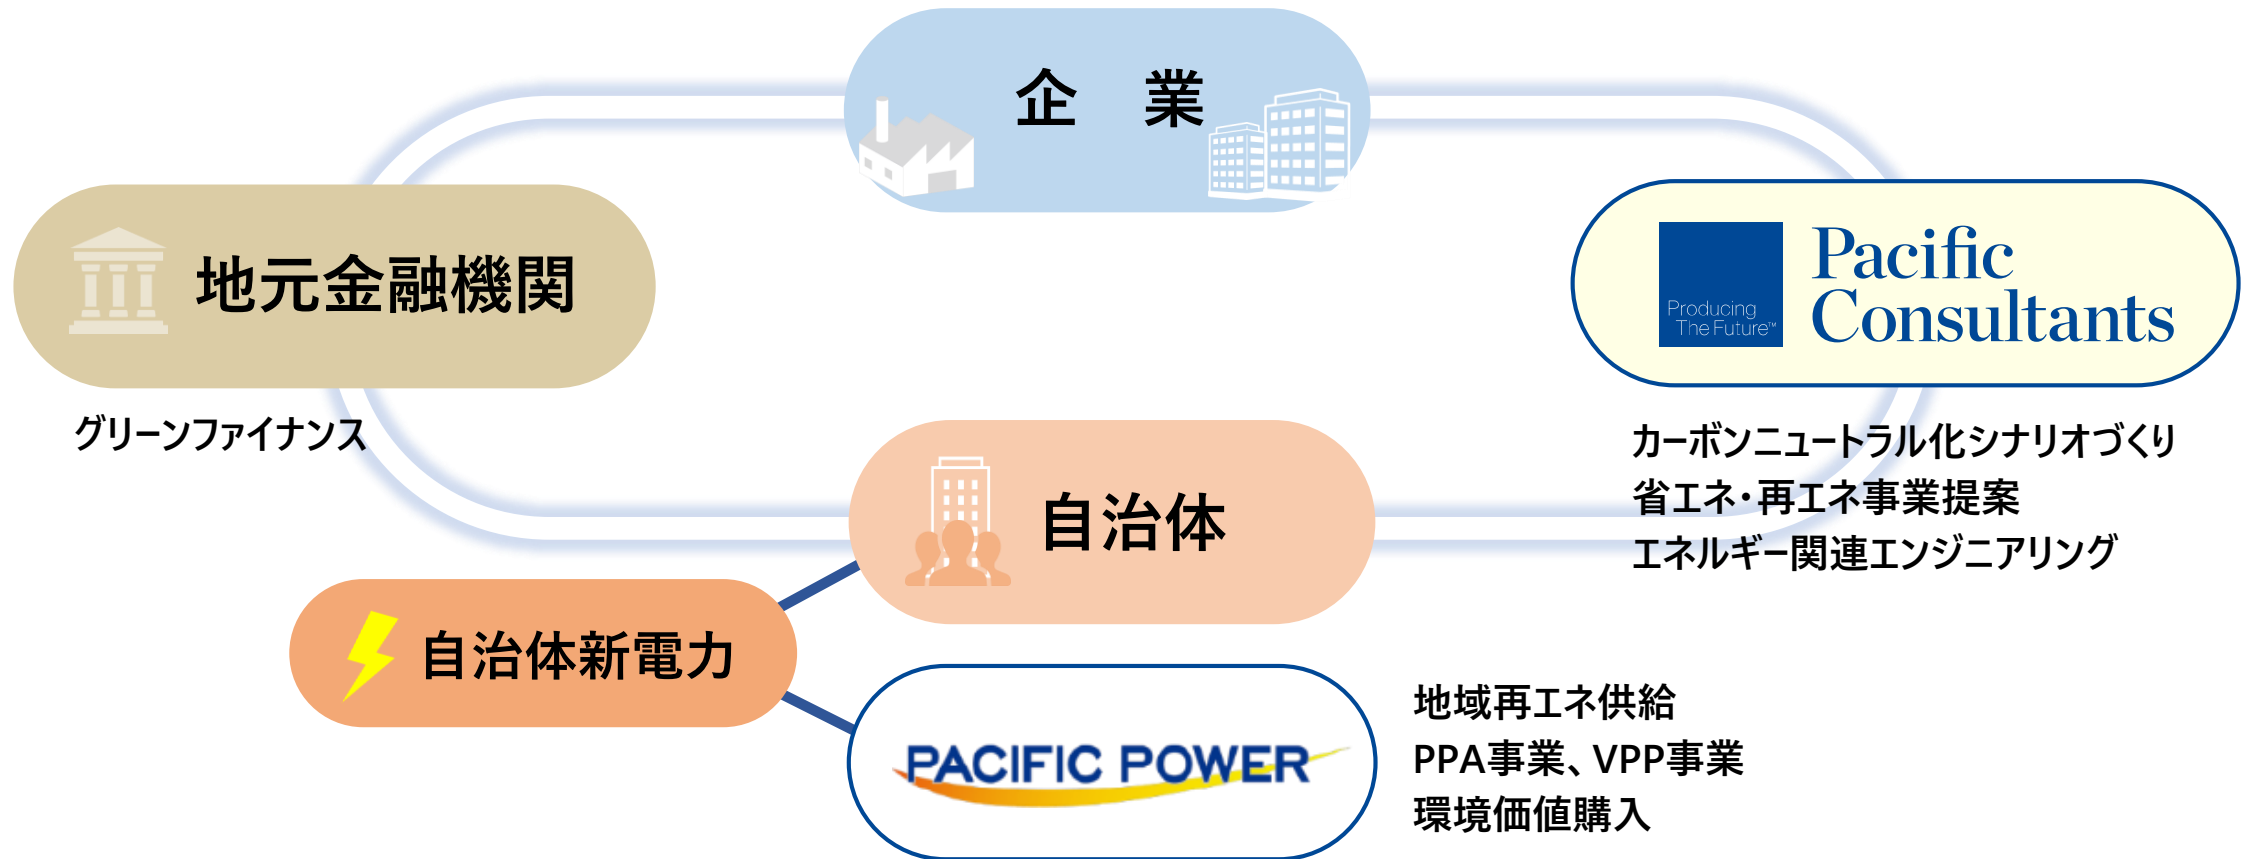 企　業
地元金融機関
グリーンファイナンス
Producing
The Future™
Pacific
Consultants
カーボンニュートラル化シナリオづくり
省エネ・再エネ事業提案
エネルギー関連エンジニアリング
自治体
自治体新電力
PACIFIC POWER
地域再エネ供給
PPA事業、VPP事業
環境価値購入